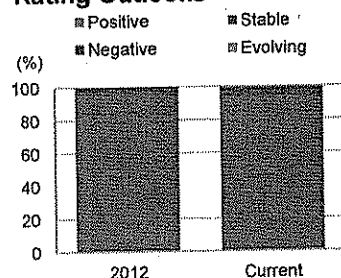 Rating Outlooks
Positive Stable
Negative Evolving
(%)
100
80
60
40
20
0
2012 Current